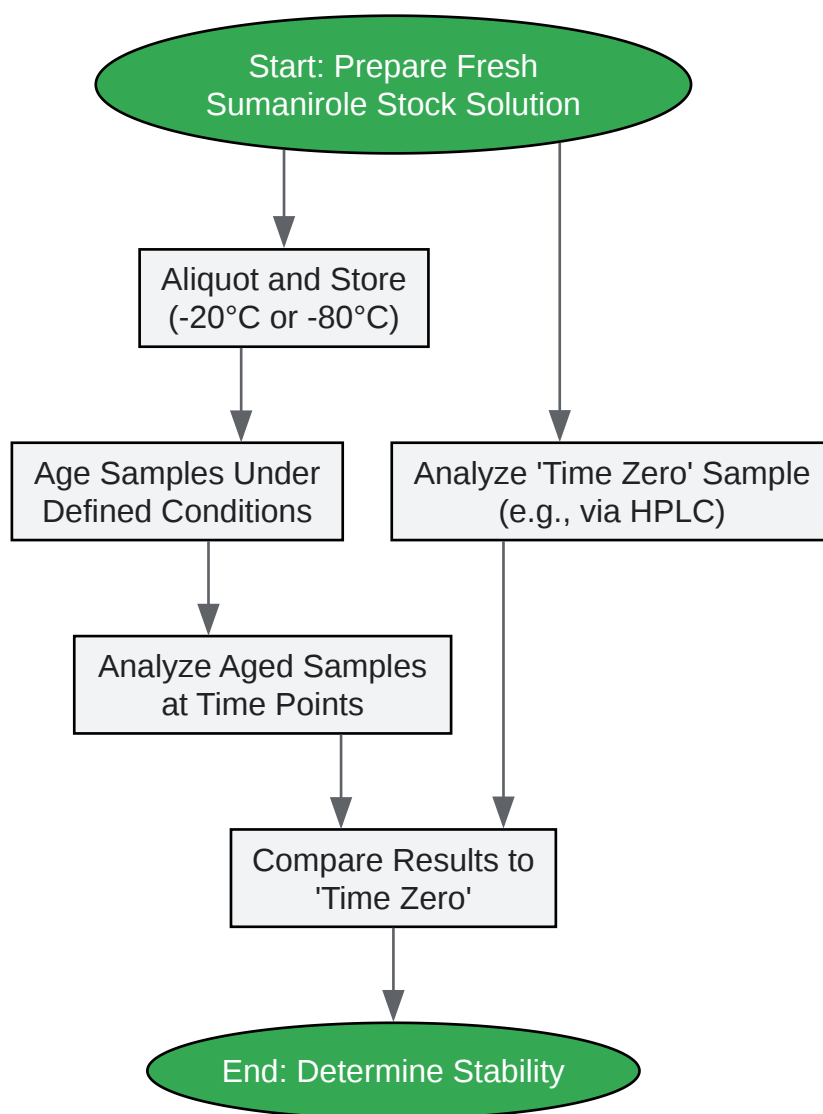 Start: Prepare Fresh
Sumanirole Stock Solution
Aliquot and Store
(-20°C or -80°C)
Age Samples Under
Defined Conditions
Analyze 'Time Zero' Sample
(e.g., via HPLC)
Analyze Aged Samples
at Time Points
Compare Results to
'Time Zero'
End: Determine Stability